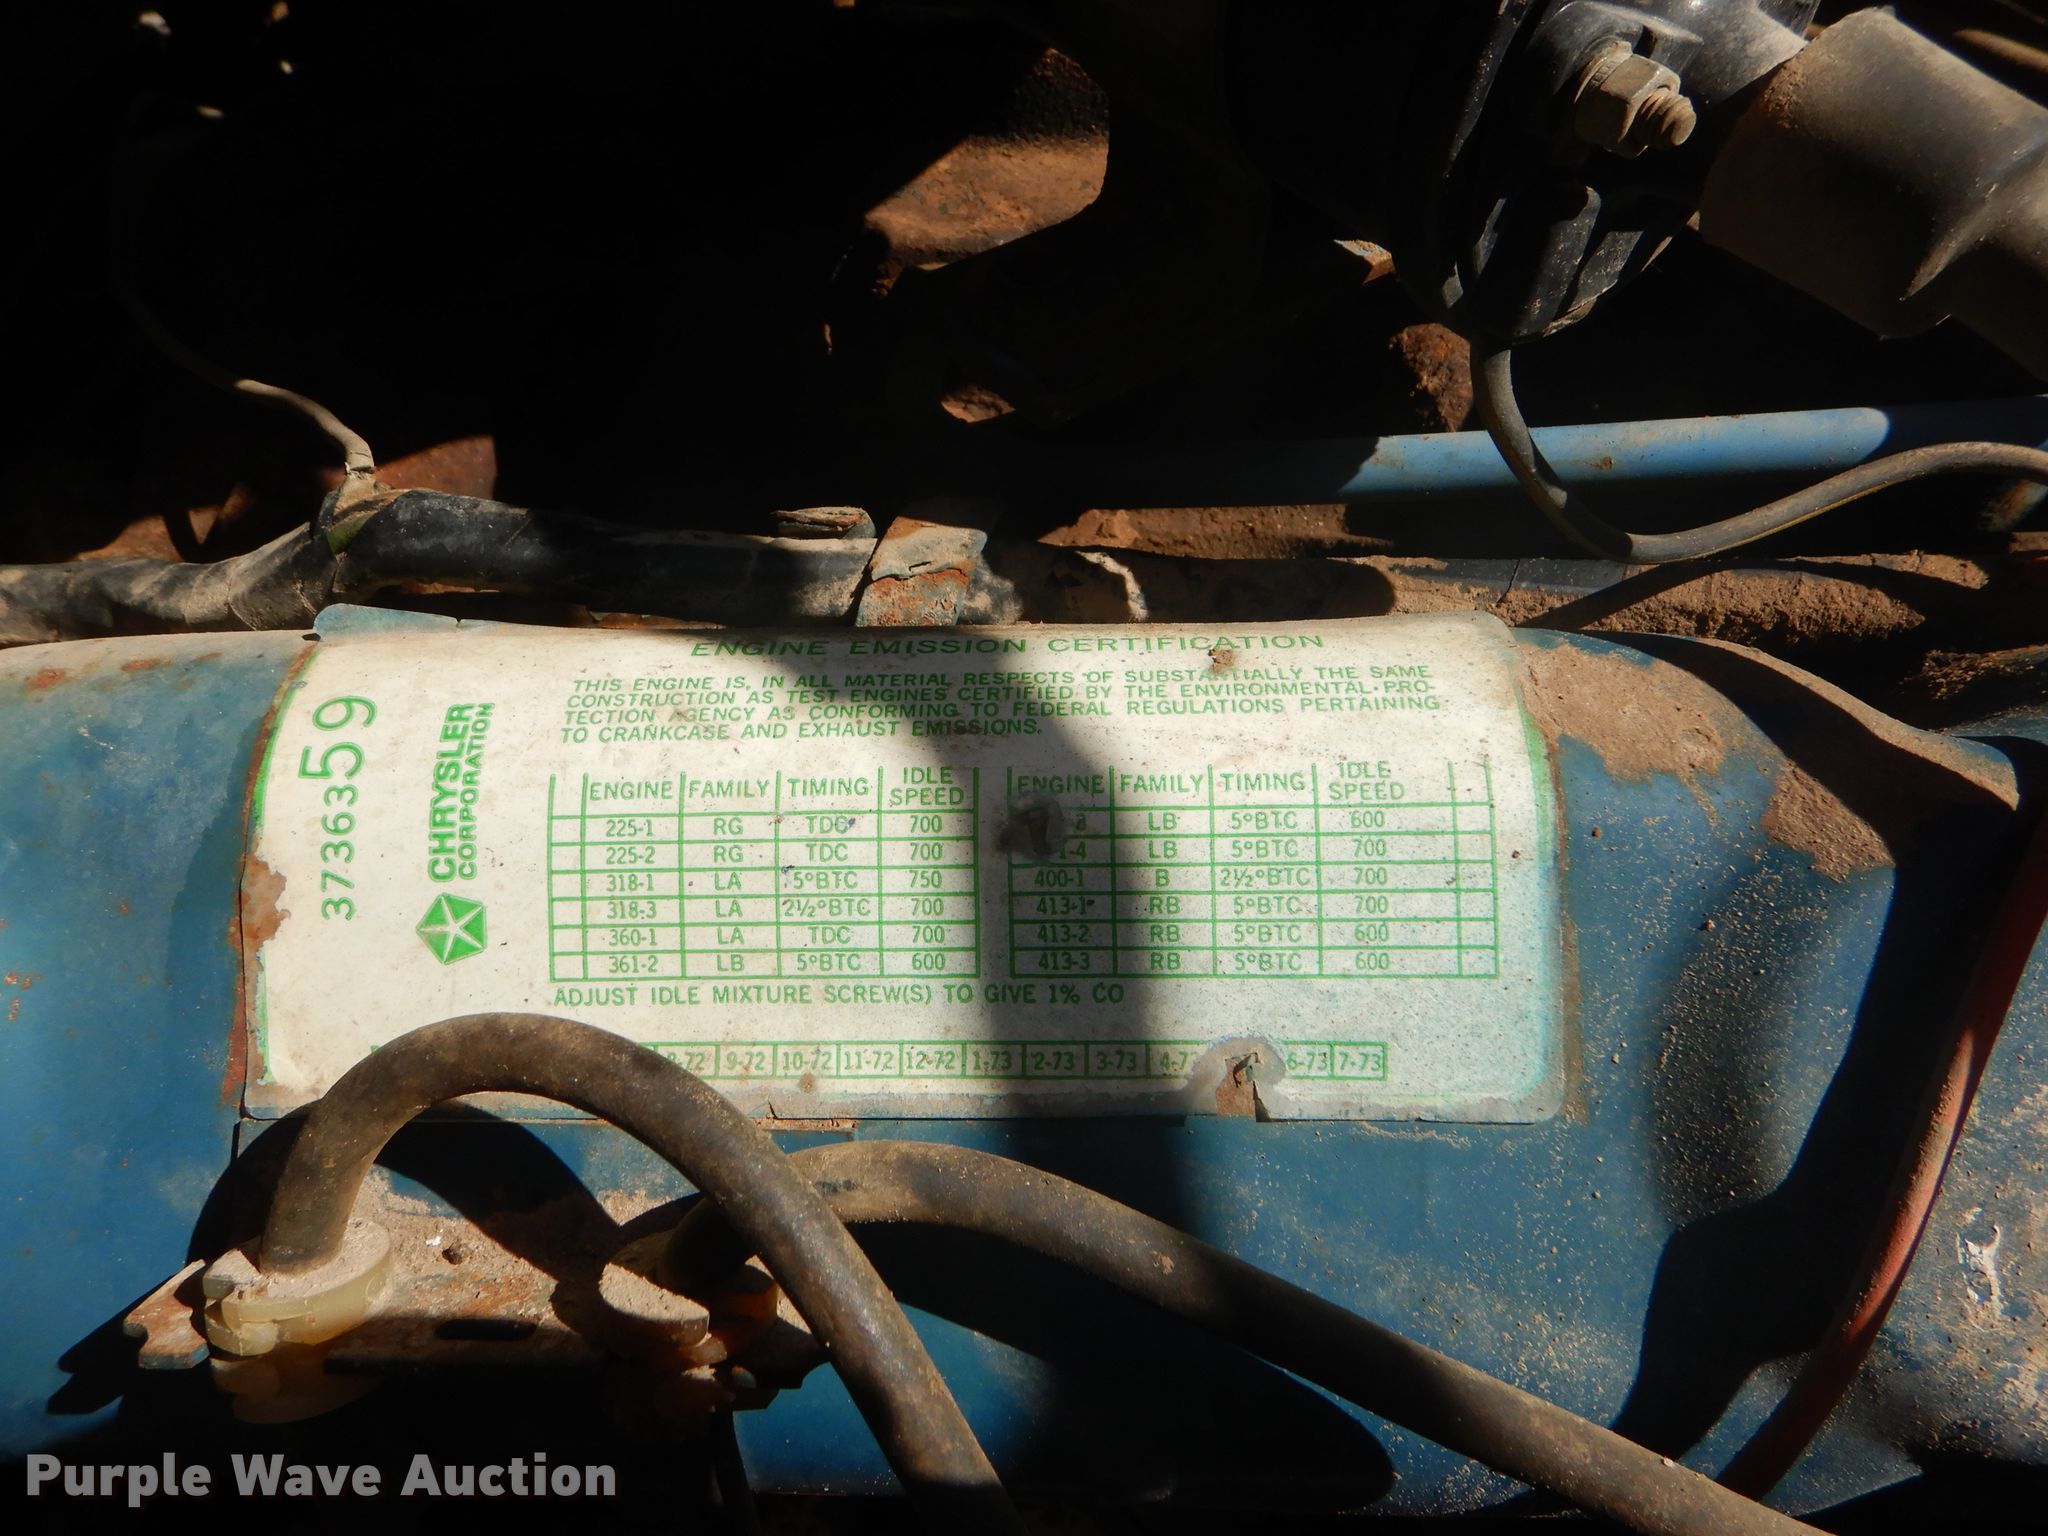 ENGINE EMISSION CERTIFICATION
THIS ENGINE IS, IN ALL MATERIAL RESPECTS OF SUBSTANTIALLY THE SAME
CONSTRUCTION AS TEST ENGINES CERTIFIED BY THE ENVIRONMENTAL PRO-
TECTION AGENCY AS CONFORMING TO FEDERAL REGULATIONS PERTAINING
TO CRANKCASE AND EXHAUST EMISSIONS.
3736359
CHRYSLER
CORPORATION
ENGINE FAMILY TIMING IDLE SPEED
225-1 RG TDC 700
225-2 RG TDC 700
318-1 LA 5°BTC 750
318-3 LA 2½°BTC 700
360-1 LA TDC 700
361-2 LB 5°BTC 600
ENGINE FAMILY TIMING IDLE SPEED
LB 5°BTC 600
LB 5°BTC 700
400-1 B 2½°BTC 700
413-1 RB 5°BTC 700
413-2 RB 5°BTC 600
413-3 RB 5°BTC 600
ADJUST IDLE MIXTURE SCREW(S) TO GIVE 1% CO
8-72 9-72 10-72 11-72 12-72 1-73 2-73 3-73 4-73 6-73 7-73
Purple Wave Auction